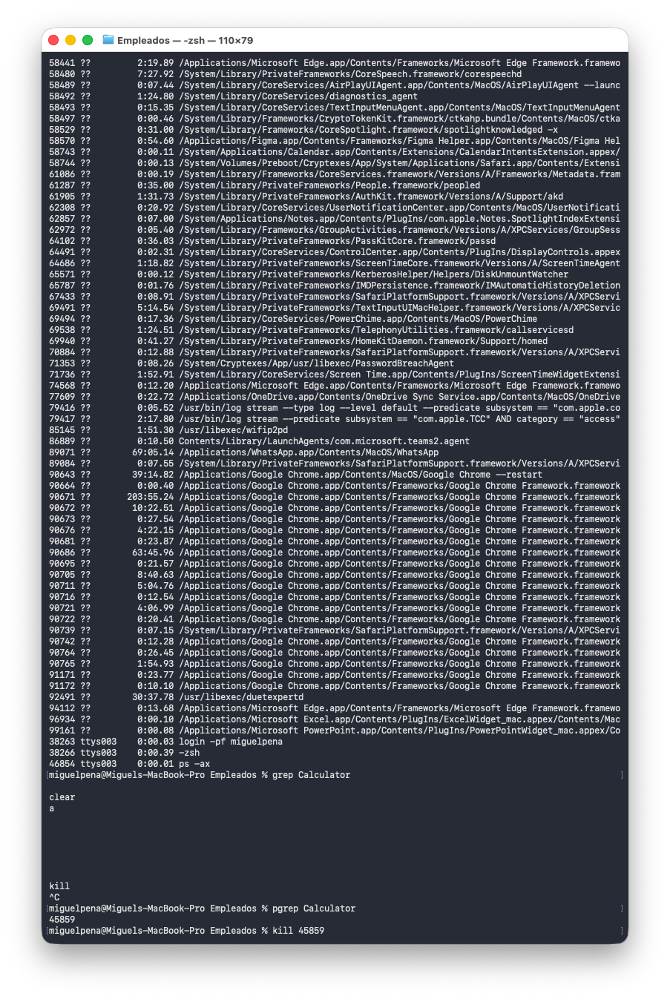 Empleados — -zsh — 110×79
58441 ??         2:19.89 /Applications/Microsoft Edge.app/Contents/Frameworks/Microsoft Edge Framework.framewo
58480 ??         7:27.92 /System/Library/PrivateFrameworks/CoreSpeech.framework/corespeechd
58489 ??         0:07.44 /System/Library/CoreServices/AirPlayUIAgent.app/Contents/MacOS/AirPlayUIAgent --launc
58492 ??         1:24.80 /System/Library/CoreServices/diagnostics_agent
58493 ??         0:15.35 /System/Library/CoreServices/TextInputMenuAgent.app/Contents/MacOS/TextInputMenuAgent
58497 ??         0:00.46 /System/Library/Frameworks/CryptoTokenKit.framework/ctkahp.bundle/Contents/MacOS/ctka
58529 ??         0:31.00 /System/Library/Frameworks/CoreSpotlight.framework/spotlightknowledged -x
58570 ??         0:54.60 /Applications/Figma.app/Contents/Frameworks/Figma Helper.app/Contents/MacOS/Figma Hel
58743 ??         0:00.11 /System/Applications/Calendar.app/Contents/Extensions/CalendarIntentsExtension.appex/
58744 ??         0:00.13 /System/Volumes/Preboot/Cryptexes/App/System/Applications/Safari.app/Contents/Extensi
61086 ??         0:00.19 /System/Library/Frameworks/CoreServices.framework/Versions/A/Frameworks/Metadata.fram
61287 ??         0:35.00 /System/Library/PrivateFrameworks/People.framework/peopled
61905 ??         1:31.73 /System/Library/PrivateFrameworks/AuthKit.framework/Versions/A/Support/akd
62308 ??         0:20.92 /System/Library/CoreServices/UserNotificationCenter.app/Contents/MacOS/UserNotificati
62857 ??         0:07.00 /System/Applications/Notes.app/Contents/PlugIns/com.apple.Notes.SpotlightIndexExtensi
62972 ??         0:05.40 /System/Library/Frameworks/GroupActivities.framework/Versions/A/XPCServices/GroupSess
64102 ??         0:36.03 /System/Library/PrivateFrameworks/PassKitCore.framework/passd
64491 ??         0:02.31 /System/Library/CoreServices/ControlCenter.app/Contents/PlugIns/DisplayControls.appex
64686 ??         1:18.82 /System/Library/PrivateFrameworks/ScreenTimeCore.framework/Versions/A/ScreenTimeAgent
65571 ??         0:00.12 /System/Library/PrivateFrameworks/KerberosHelper/Helpers/DiskUnmountWatcher
65787 ??         0:01.76 /System/Library/PrivateFrameworks/IMDPersistence.framework/IMAutomaticHistoryDeletion
67433 ??         0:08.91 /System/Library/PrivateFrameworks/SafariPlatformSupport.framework/Versions/A/XPCServi
69491 ??         5:14.54 /System/Library/PrivateFrameworks/TextInputUIMacHelper.framework/Versions/A/XPCServic
69494 ??         0:17.36 /System/Library/CoreServices/PowerChime.app/Contents/MacOS/PowerChime
69538 ??         1:24.51 /System/Library/PrivateFrameworks/TelephonyUtilities.framework/callservicesd
69940 ??         0:41.27 /System/Library/PrivateFrameworks/HomeKitDaemon.framework/Support/homed
70884 ??         0:12.88 /System/Library/PrivateFrameworks/SafariPlatformSupport.framework/Versions/A/XPCServi
71353 ??         0:08.26 /System/Cryptexes/App/usr/libexec/PasswordBreachAgent
71736 ??         1:52.91 /System/Library/CoreServices/Screen Time.app/Contents/PlugIns/ScreenTimeWidgetExtensi
74568 ??         0:12.20 /Applications/Microsoft Edge.app/Contents/Frameworks/Microsoft Edge Framework.framewo
77609 ??         0:22.72 /Applications/OneDrive.app/Contents/OneDrive Sync Service.app/Contents/MacOS/OneDrive
79416 ??         0:05.52 /usr/bin/log stream --type log --level default --predicate subsystem == "com.apple.co
79417 ??         2:17.80 /usr/bin/log stream --predicate subsystem == "com.apple.TCC" AND category == "access"
85145 ??         1:51.30 /usr/libexec/wifip2pd
86889 ??         0:10.50 Contents/Library/LaunchAgents/com.microsoft.teams2.agent
89071 ??        69:05.14 /Applications/WhatsApp.app/Contents/MacOS/WhatsApp
89084 ??         0:07.55 /System/Library/PrivateFrameworks/SafariPlatformSupport.framework/Versions/A/XPCServi
90643 ??        39:14.82 /Applications/Google Chrome.app/Contents/MacOS/Google Chrome --restart
90664 ??         0:00.40 /Applications/Google Chrome.app/Contents/Frameworks/Google Chrome Framework.framework
90671 ??       203:55.24 /Applications/Google Chrome.app/Contents/Frameworks/Google Chrome Framework.framework
90672 ??        10:22.51 /Applications/Google Chrome.app/Contents/Frameworks/Google Chrome Framework.framework
90673 ??         0:27.54 /Applications/Google Chrome.app/Contents/Frameworks/Google Chrome Framework.framework
90676 ??         4:22.15 /Applications/Google Chrome.app/Contents/Frameworks/Google Chrome Framework.framework
90681 ??         0:23.87 /Applications/Google Chrome.app/Contents/Frameworks/Google Chrome Framework.framework
90686 ??        63:45.96 /Applications/Google Chrome.app/Contents/Frameworks/Google Chrome Framework.framework
90695 ??         0:21.57 /Applications/Google Chrome.app/Contents/Frameworks/Google Chrome Framework.framework
90705 ??         8:40.63 /Applications/Google Chrome.app/Contents/Frameworks/Google Chrome Framework.framework
90711 ??         5:04.76 /Applications/Google Chrome.app/Contents/Frameworks/Google Chrome Framework.framework
90716 ??         0:12.54 /Applications/Google Chrome.app/Contents/Frameworks/Google Chrome Framework.framework
90721 ??         4:06.99 /Applications/Google Chrome.app/Contents/Frameworks/Google Chrome Framework.framework
90722 ??         0:20.41 /Applications/Google Chrome.app/Contents/Frameworks/Google Chrome Framework.framework
90739 ??         0:07.15 /System/Library/PrivateFrameworks/SafariPlatformSupport.framework/Versions/A/XPCServi
90742 ??         0:12.28 /Applications/Google Chrome.app/Contents/Frameworks/Google Chrome Framework.framework
90764 ??         0:26.45 /Applications/Google Chrome.app/Contents/Frameworks/Google Chrome Framework.framework
90765 ??         1:54.93 /Applications/Google Chrome.app/Contents/Frameworks/Google Chrome Framework.framework
91171 ??         0:23.77 /Applications/Google Chrome.app/Contents/Frameworks/Google Chrome Framework.framework
91172 ??         0:10.10 /Applications/Google Chrome.app/Contents/Frameworks/Google Chrome Framework.framework
92491 ??        30:37.78 /usr/libexec/duetexpertd
94112 ??         0:13.68 /Applications/Microsoft Edge.app/Contents/Frameworks/Microsoft Edge Framework.framewo
96934 ??         0:00.10 /Applications/Microsoft Excel.app/Contents/PlugIns/ExcelWidget_mac.appex/Contents/Mac
99161 ??         0:00.08 /Applications/Microsoft PowerPoint.app/Contents/PlugIns/PowerPointWidget_mac.appex/Co
38263 ttys003    0:00.03 login -pf miguelpena
38266 ttys003    0:00.39 -zsh
46854 ttys003    0:00.01 ps -ax
[miguelpena@Miguels-MacBook-Pro Empleados % grep Calculator ]
clear
a
kill
^C
[miguelpena@Miguels-MacBook-Pro Empleados % pgrep Calculator ]
45859
[miguelpena@Miguels-MacBook-Pro Empleados % kill 45859 ]